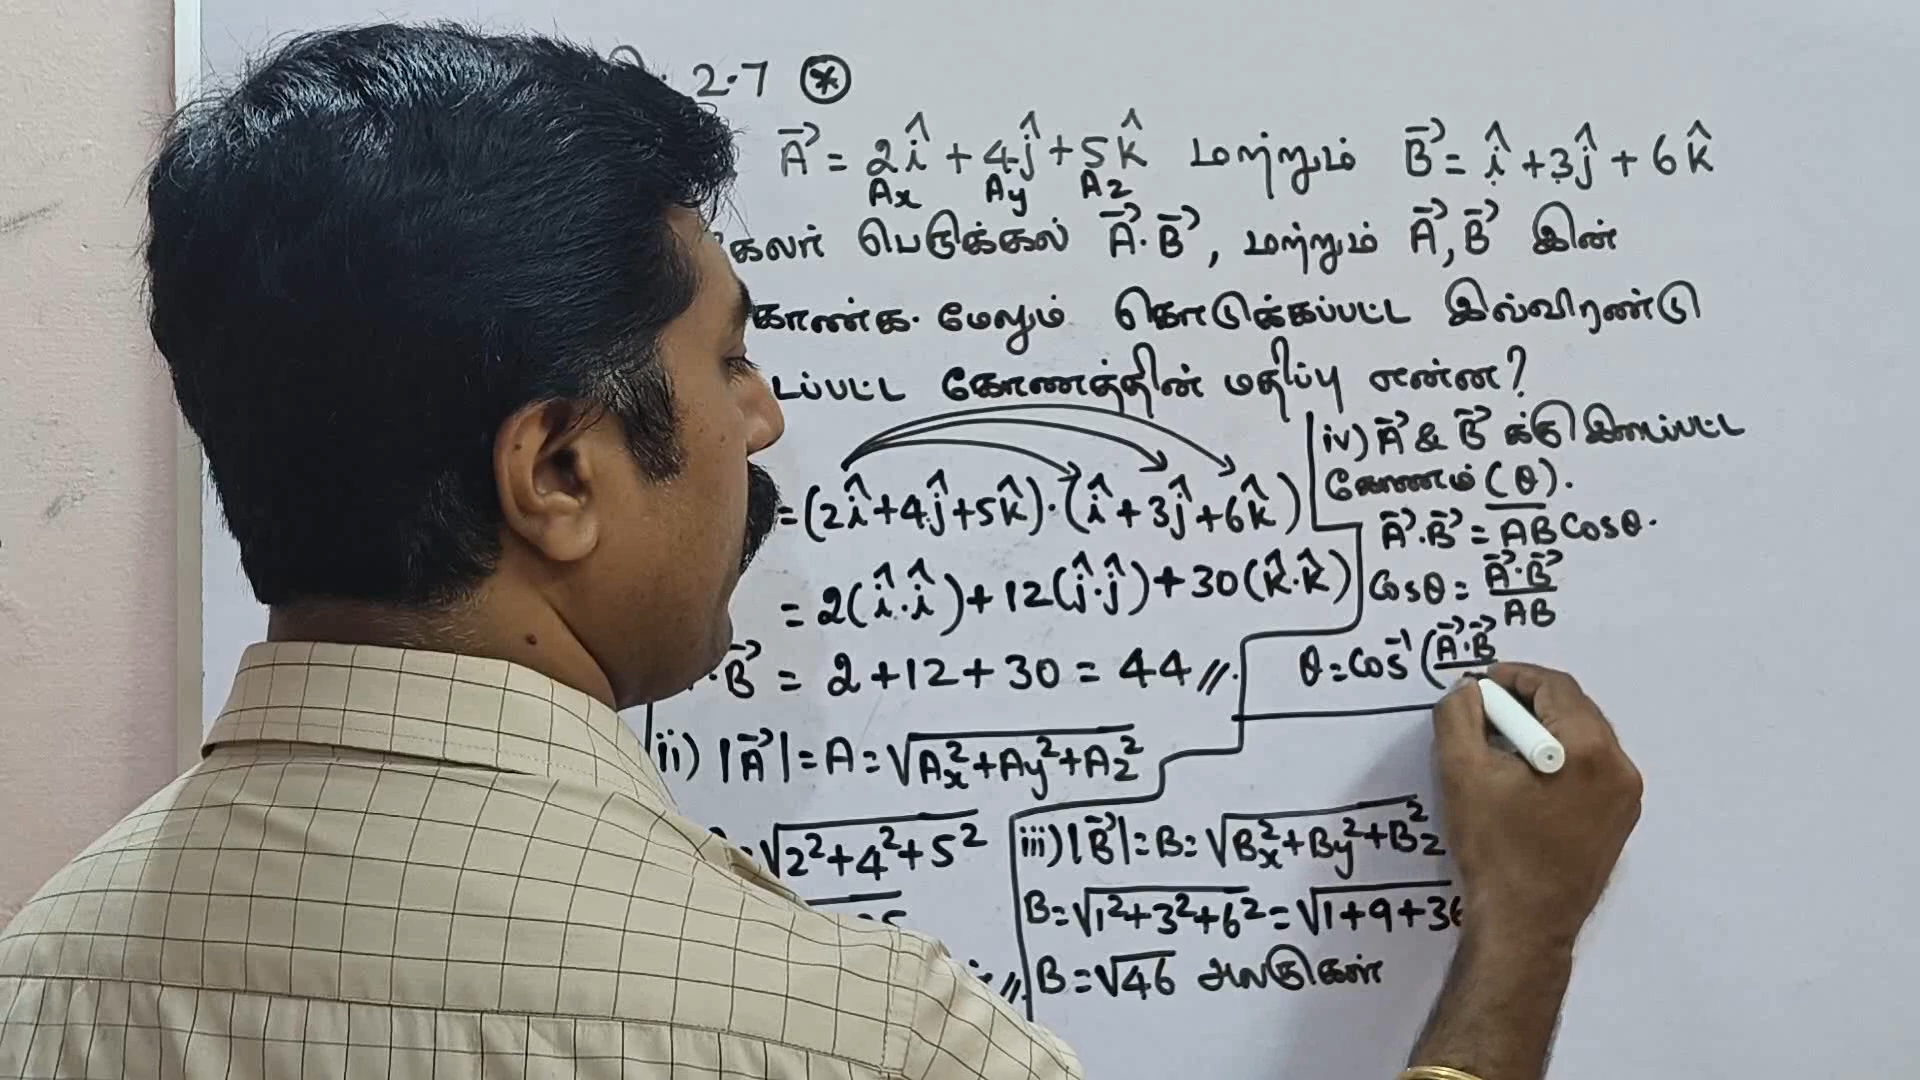 2.7 ⊛
A⃗ = 2î + 4ĵ + 5k̂ மற்றும் B⃗ = î + 3ĵ + 6k̂
Ax Ay Az
பெருக்கல் A⃗·B⃗, மற்றும் A⃗, B⃗ இன்
காண்க. மேலும் கொடுக்கப்பட்ட இவ்விரண்டு
கோணத்தின் மதிப்பு என்ன?
= (2î + 4ĵ + 5k̂)·(î + 3ĵ + 6k̂)
= 2(î·î) + 12(ĵ·ĵ) + 30(k̂·k̂)
·B⃗ = 2 + 12 + 30 = 44 //.
ii) |A⃗| = A = √(Ax² + Ay² + Az²)
= √(2² + 4² + 5²)
iii) |B⃗| = B = √(Bx² + By² + Bz²)
B = √(1² + 3² + 6²) = √(1 + 9 + 36
B = √46 அலகுகள்
iv) A⃗ & B⃗ க்கு இடைப்பட்ட
கோணம் (θ).
A⃗·B⃗ = AB Cosθ.
Cosθ = A⃗·B⃗ / AB
θ = Cos⁻¹ (A⃗·B⃗